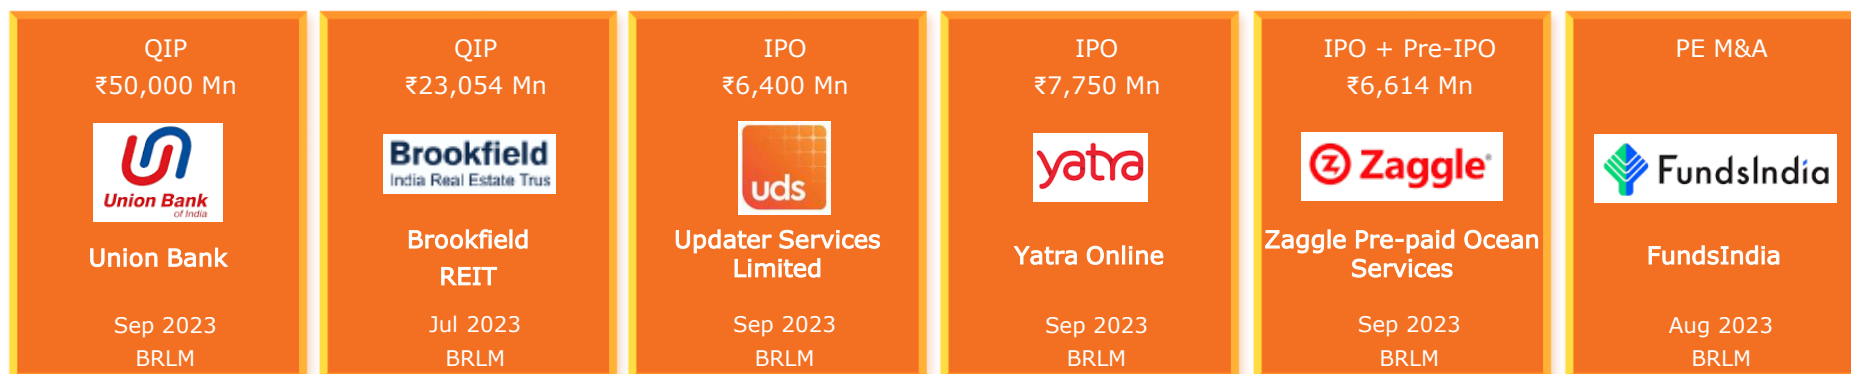 QIP
₹50,000 Mn
Union Bank
of India
Union Bank
Sep 2023
BRLM
QIP
₹23,054 Mn
Brookfield
India Real Estate Trus
Brookfield
REIT
Jul 2023
BRLM
IPO
₹6,400 Mn
uds
Updater Services
Limited
Sep 2023
BRLM
IPO
₹7,750 Mn
yatra
Yatra Online
Sep 2023
BRLM
IPO + Pre-IPO
₹6,614 Mn
Zaggle
Zaggle Pre-paid Ocean
Services
Sep 2023
BRLM
PE M&A
FundsIndia
FundsIndia
Aug 2023
BRLM